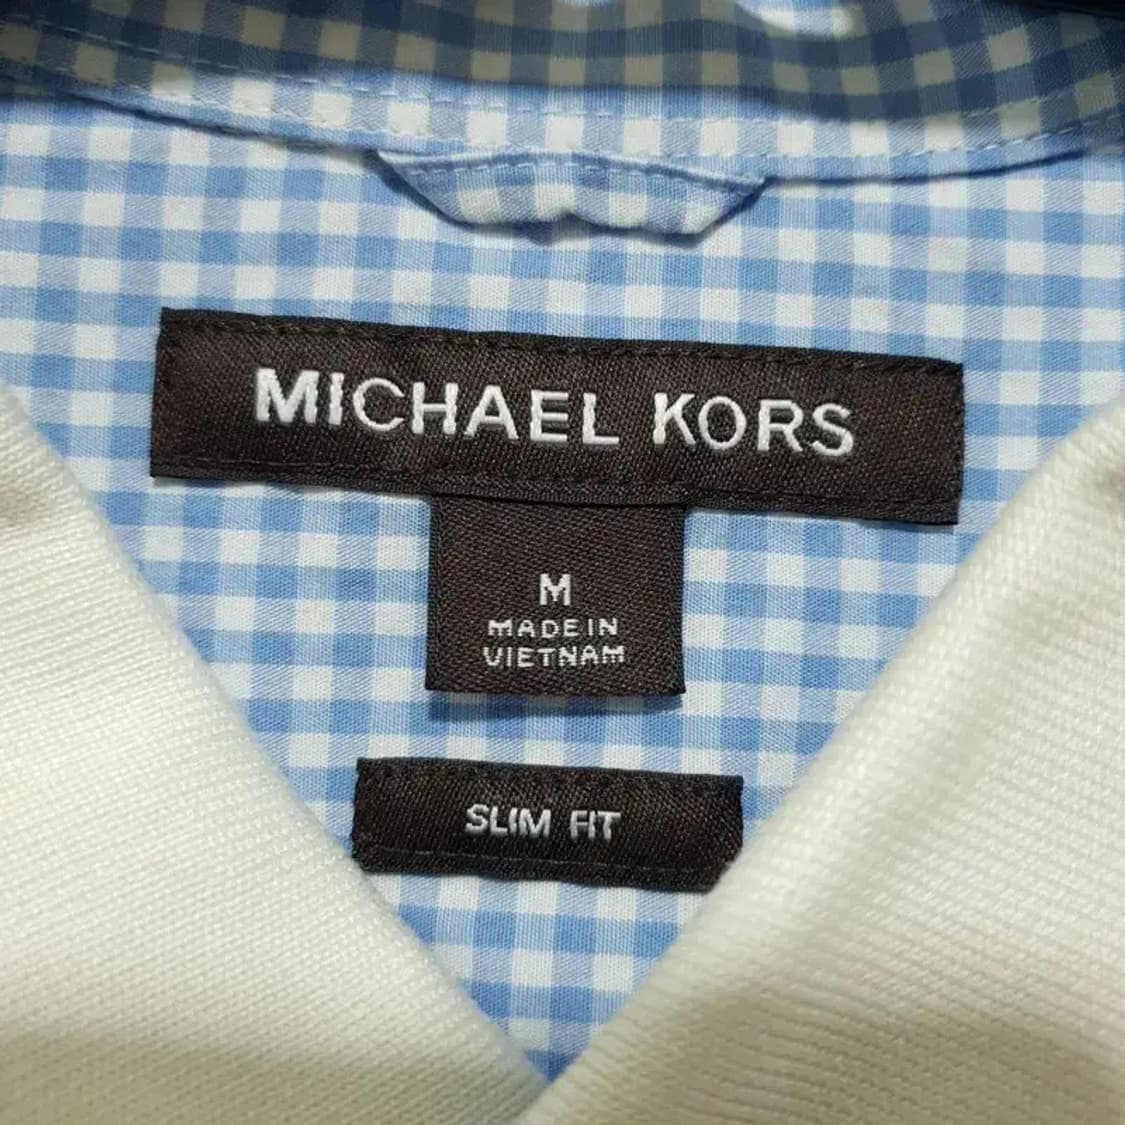 MICHAEL KORS
M
MADE IN
VIETNAM
SLIM FIT